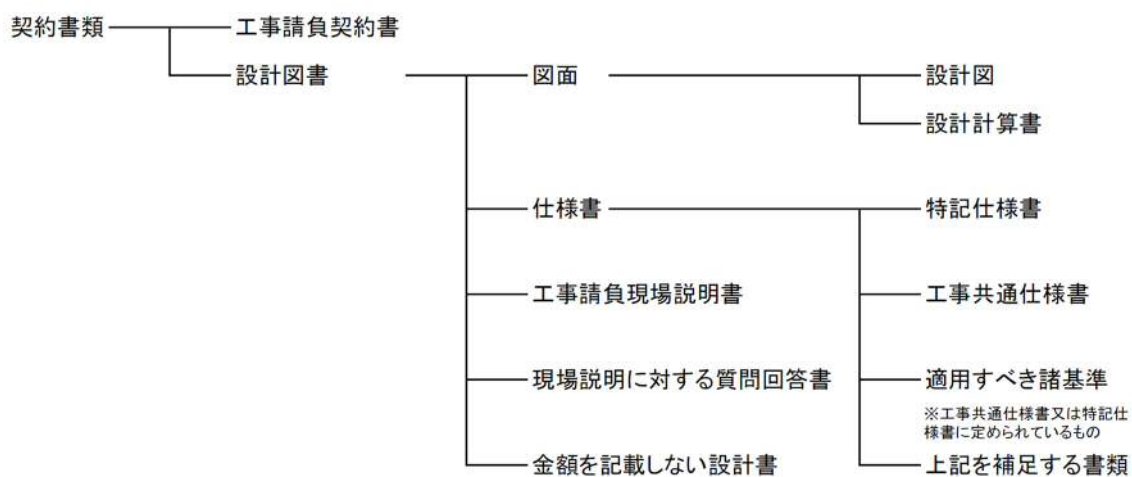 契約書類
工事請負契約書
設計図書
図面
設計図
設計計算書
仕様書
特記仕様書
工事請負現場説明書
工事共通仕様書
現場説明に対する質問回答書
適用すべき諸基準
※工事共通仕様書又は特記仕
様書に定められているもの
金額を記載しない設計書
上記を補足する書類